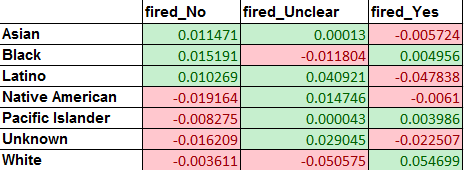 fired_No fired_Unclear fired_Yes
Asian 0.011471 0.00013 -0.005724
Black 0.015191 -0.011804 0.004956
Latino 0.010269 0.040921 -0.047838
Native American -0.019164 0.014746 -0.0061
Pacific Islander -0.008275 0.000043 0.003986
Unknown -0.016209 0.029045 -0.022507
White -0.003611 -0.050575 0.054699